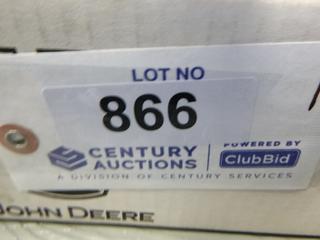 LOT NO
866
CENTURY AUCTIONS
POWERED BY
ClubBid
A DIVISION OF CENTURY SERVICES
JOHN DEERE